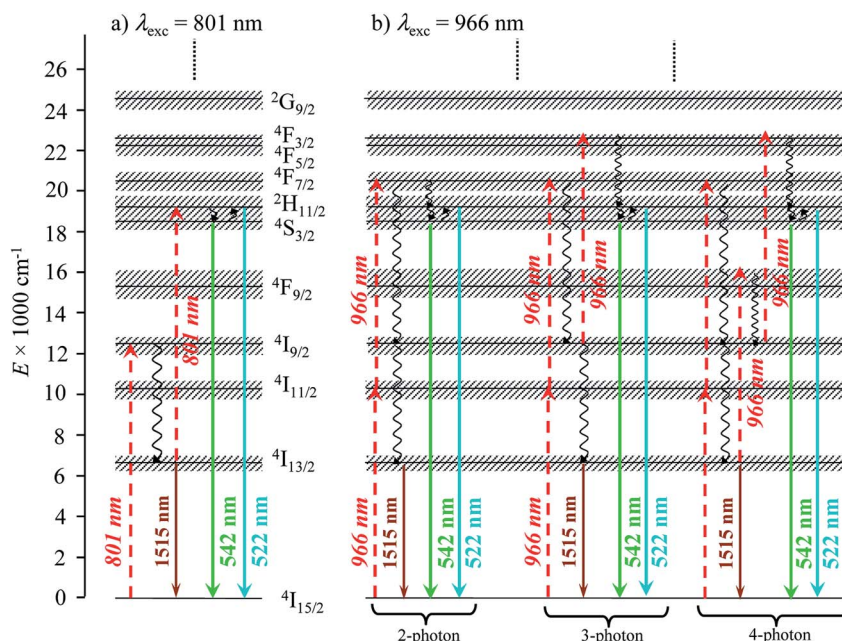 a) λexc = 801 nm
b) λexc = 966 nm
E × 1000 cm⁻¹
26
24
22
20
18
16
14
12
10
8
6
4
2
0
²G₉/₂
⁴F₃/₂
⁴F₅/₂
⁴F₇/₂
²H₁₁/₂
⁴S₃/₂
⁴F₉/₂
⁴I₉/₂
⁴I₁₁/₂
⁴I₁₃/₂
⁴I₁₅/₂
801 nm
1515 nm
801 nm
542 nm
522 nm
966 nm
966 nm
1515 nm
542 nm
522 nm
966 nm
966 nm
1515 nm
966 nm
542 nm
522 nm
966 nm
966 nm
1515 nm
966 nm
966 nm
542 nm
522 nm
2-photon
3-photon
4-photon